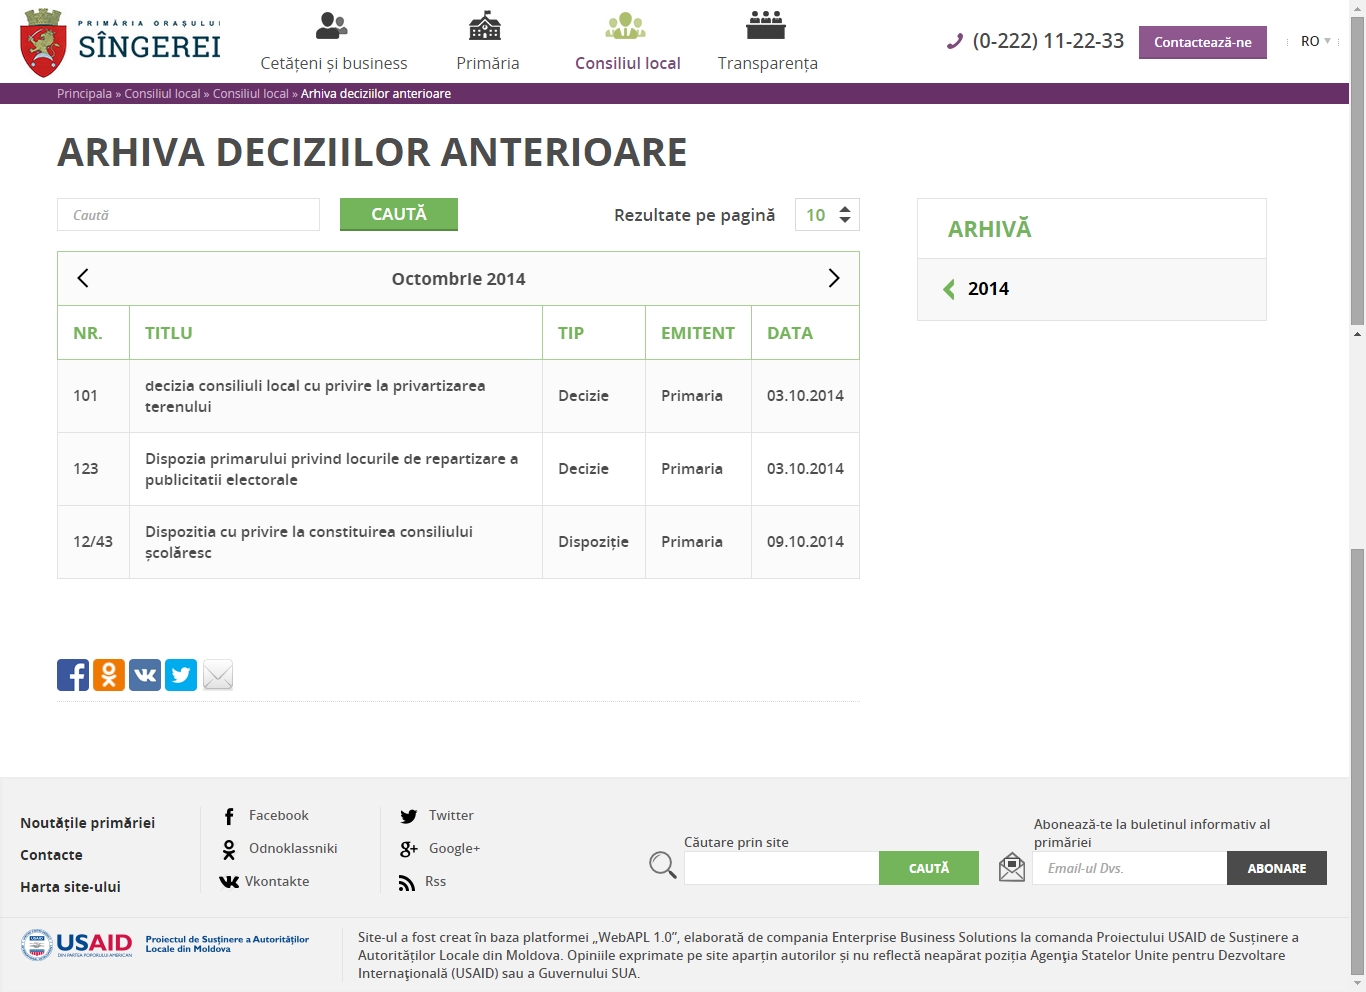 PRIMĂRIA ORAȘULUI
SÎNGEREI
Cetățeni și business
Primăria
Consiliul local
Transparența
(0-222) 11-22-33
Contactează-ne
RO
Principala » Consiliul local » Consiliul local » Arhiva deciziilor anterioare
ARHIVA DECIZIILOR ANTERIOARE
Caută
CAUTĂ
Rezultate pe pagină
10
ARHIVĂ
2014
Octombrie 2014
NR. TITLU TIP EMITENT DATA
101 decizia consiliuli local cu privire la privartizarea terenului Decizie Primaria 03.10.2014
123 Dispozia primarului privind locurile de repartizare a publicitatii electorale Decizie Primaria 03.10.2014
12/43 Dispozitia cu privire la constituirea consiliului școlăresc Dispoziție Primaria 09.10.2014
Noutățile primăriei
Contacte
Harta site-ului
Facebook
Odnoklassniki
Vkontakte
Twitter
Google+
Rss
Căutare prin site
CAUTĂ
Abonează-te la buletinul informativ al
primăriei
Email-ul Dvs.
ABONARE
USAID
DIN PARTEA POPORULUI AMERICAN
Proiectul de Susținere a Autorităților
Locale din Moldova
Site-ul a fost creat în baza platformei „WebAPL 1.0”, elaborată de compania Enterprise Business Solutions la comanda Proiectului USAID de Susținere a
Autorităților Locale din Moldova. Opiniile exprimate pe site aparțin autorilor și nu reflectă neapărat poziția Agenția Statelor Unite pentru Dezvoltare
Internațională (USAID) sau a Guvernului SUA.